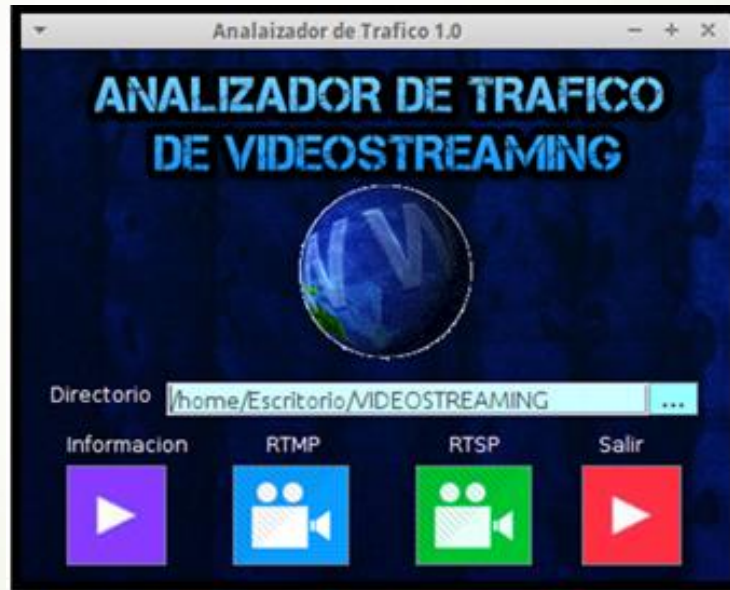 Analaizador de Trafico 1.0
ANALIZADOR DE TRAFICO
DE VIDEOSTREAMING
Directorio /home/Escritorio/VIDEOSTREAMING ...
Informacion RTMP RTSP Salir